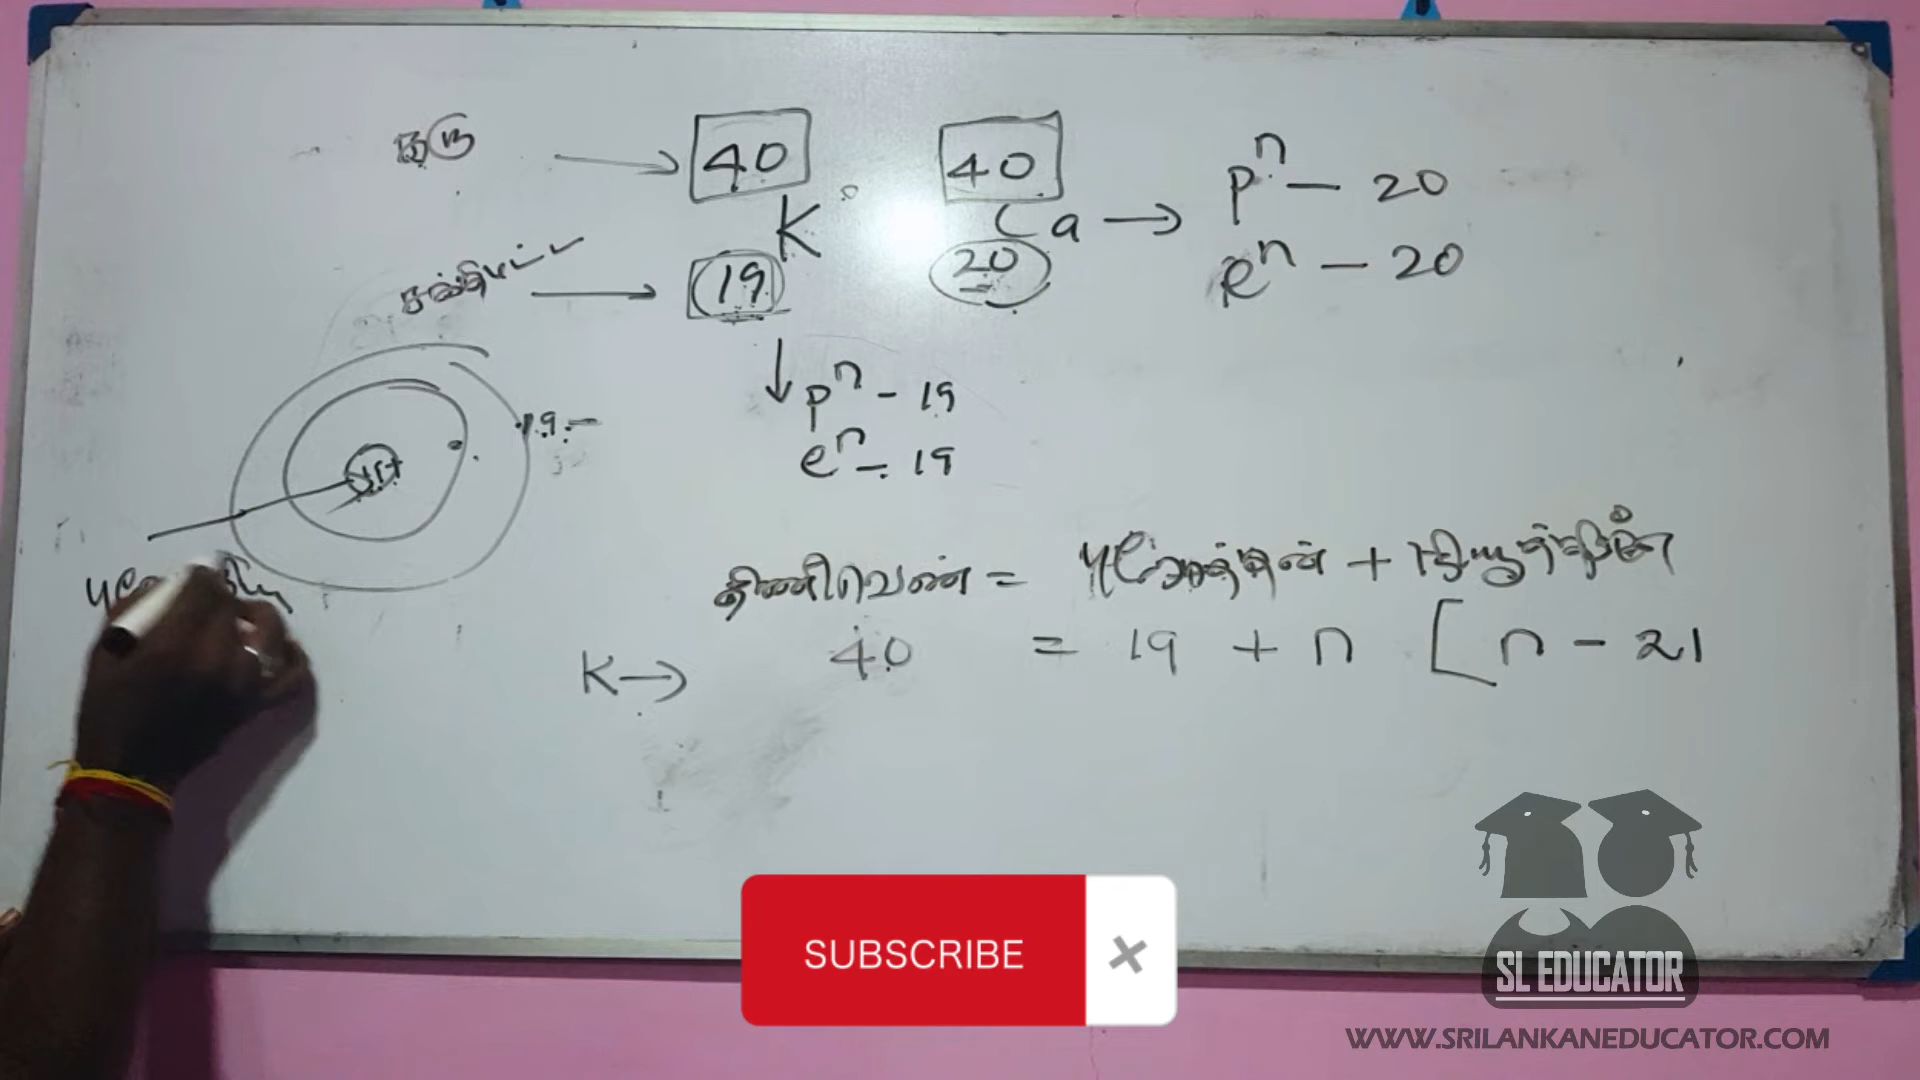 40
40
K
Ca → pⁿ - 20
19
20
eⁿ - 20
↓ pⁿ - 19
eⁿ - 19
19
திணிவெண் = புரோத்தன் + நியூத்திரன்
K → 40 = 19 + n [ n - 21
SUBSCRIBE
SL EDUCATOR
WWW.SRILANKANEDUCATOR.COM